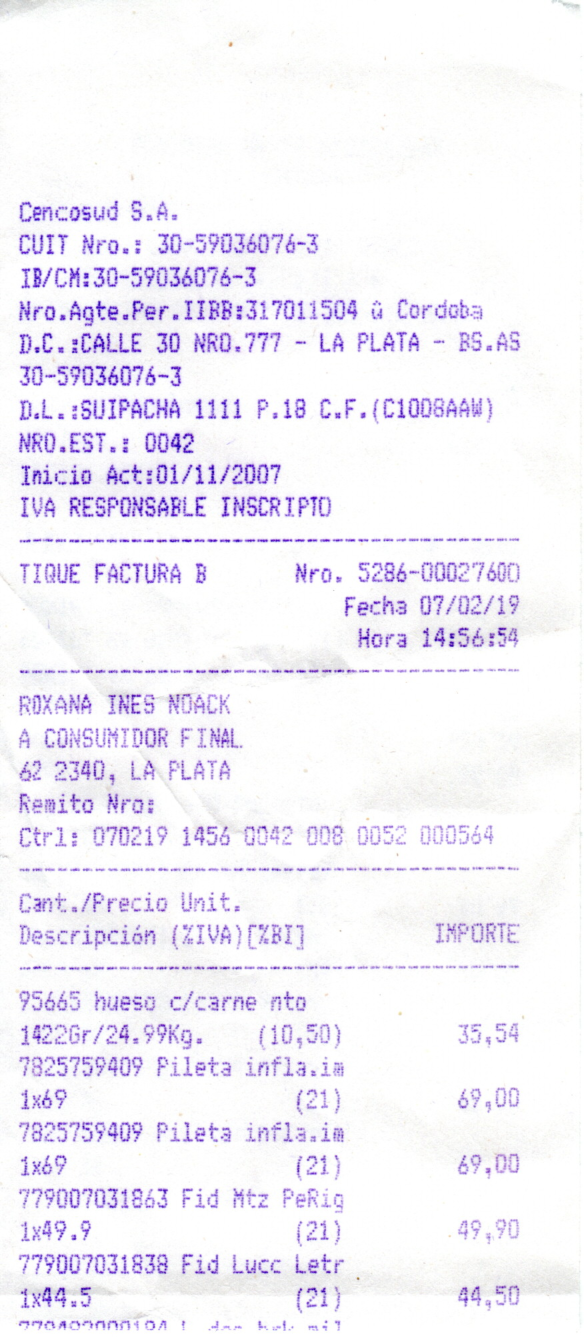 Cencosud S.A.
CUIT Nro.: 30-59036076-3
IB/CM:30-59036076-3
Nro.Agte.Per.IIBB:317011504 û Cordoba
D.C.:CALLE 30 NRO.777 - LA PLATA - BS.AS
30-59036076-3
D.L.:SUIPACHA 1111 P.18 C.F.(C1008AAW)
NRO.EST.: 0042
Inicio Act:01/11/2007
IVA RESPONSABLE INSCRIPTO
TIQUE FACTURA B Nro. 5286-00027600
Fecha 07/02/19
Hora 14:56:54
ROXANA INES NOACK
A CONSUMIDOR FINAL
62 2340, LA PLATA
Remito Nro:
Ctrl: 070219 1456 0042 008 0052 000564
Cant./Precio Unit.
Descripción (%IVA)[%BI] IMPORTE
95665 hueso c/carne nto
1422Gr/24.99Kg. (10,50) 35,54
7825759409 Pileta infla.im
1x69 (21) 69,00
7825759409 Pileta infla.im
1x69 (21) 69,00
779007031863 Fid Mtz PeRig
1x49.9 (21) 49,90
779007031838 Fid Lucc Letr
1x44.5 (21) 44,50